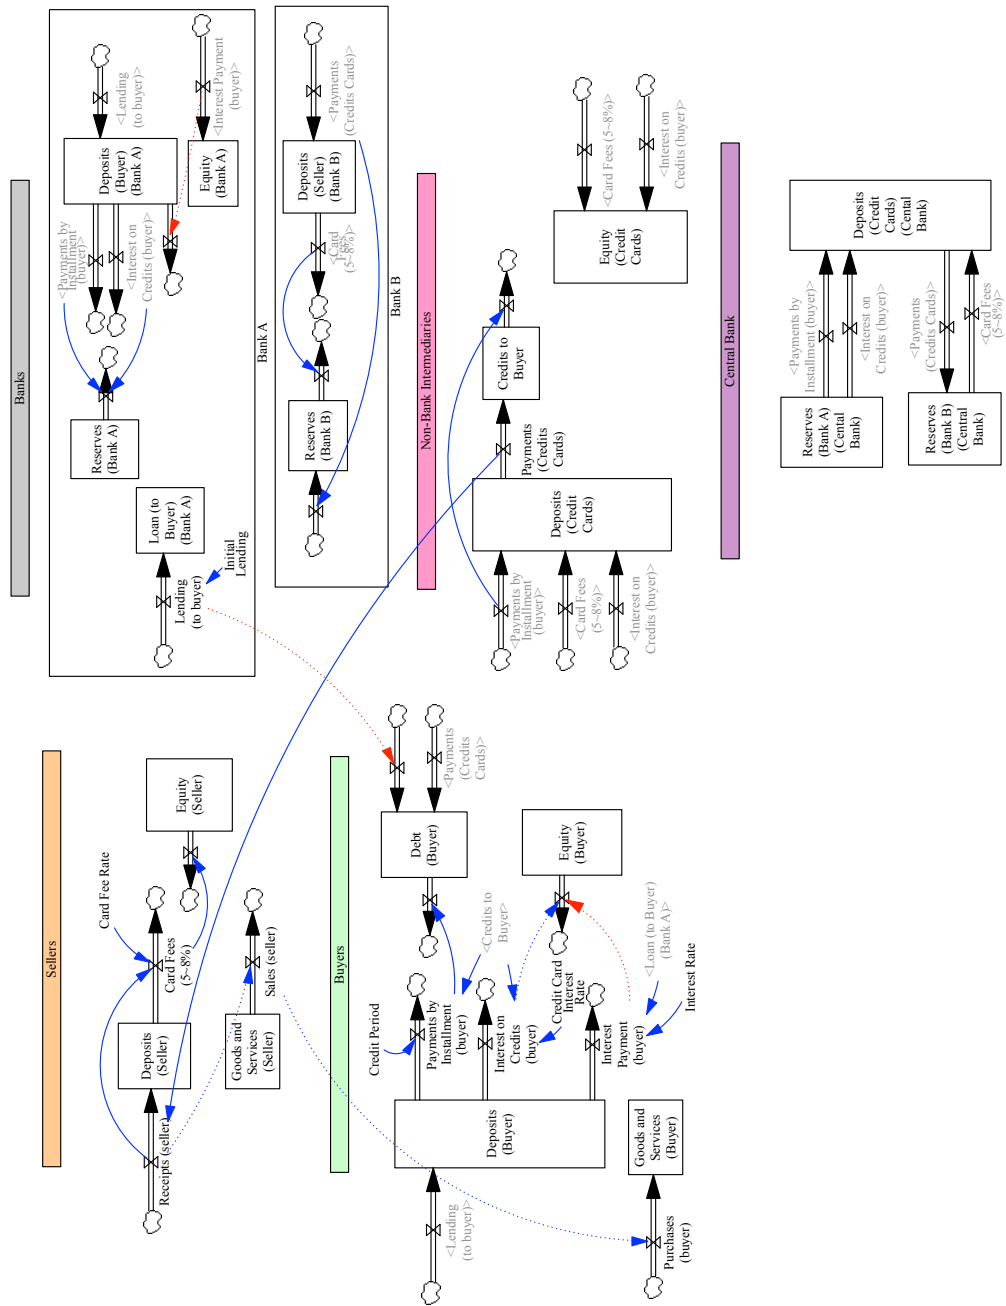 Sellers
Receipts (seller)
Deposits
(Seller)
Card Fee Rate
Card Fees
(5~8%)
Equity
(Seller)
Goods and
Services
(Seller)
Sales (seller)
Buyers
<Lending
(to buyer)>
Deposits
(Buyer)
Credit Period
Payments by
Installment
(buyer)
Interest on
Credits
(buyer)
Credit Card
Interest
Rate
Interest
Payment
(buyer)
Interest Rate
<Loan (to Buyer)
(Bank A)>
<Credits to
Buyer>
Debt
(Buyer)
<Payments
(Credits
Cards)>
Equity
(Buyer)
Purchases
(buyer)
Goods and
Services
(Buyer)
Banks
Lending
(to buyer)
Initial
Lending
Loan (to
Buyer)
(Bank A)
Reserves
(Bank A)
<Payments by
Installment
(buyer)>
<Interest on
Credits (buyer)>
Deposits
(Buyer)
(Bank A)
<Lending
(to buyer)>
Equity
(Bank A)
<Interest Payment
(buyer)>
Bank A
Reserves
(Bank B)
<Card
Fees
(5~8%)>
Deposits
(Seller)
(Bank B)
<Payments
(Credits Cards)>
Bank B
Non-Bank Intermediaries
<Payments by
Installment
(buyer)>
<Card Fees
(5~8%)>
<Interest on
Credits (buyer)>
Deposits
(Credit
Cards)
Payments
(Credits
Cards)
Credits to
Buyer
Equity
(Credit
Cards)
<Card Fees (5~8%)>
<Interest on
Credits (buyer)>
Central Bank
Reserves
(Bank A)
(Cental
Bank)
<Payments by
Installment (buyer)>
<Interest on
Credits (buyer)>
Deposits
(Credit
Cards) (Cental
Bank)
Reserves
(Bank B)
(Central
Bank)
<Payments
(Credits Cards)>
<Card Fees
(5~8%)>